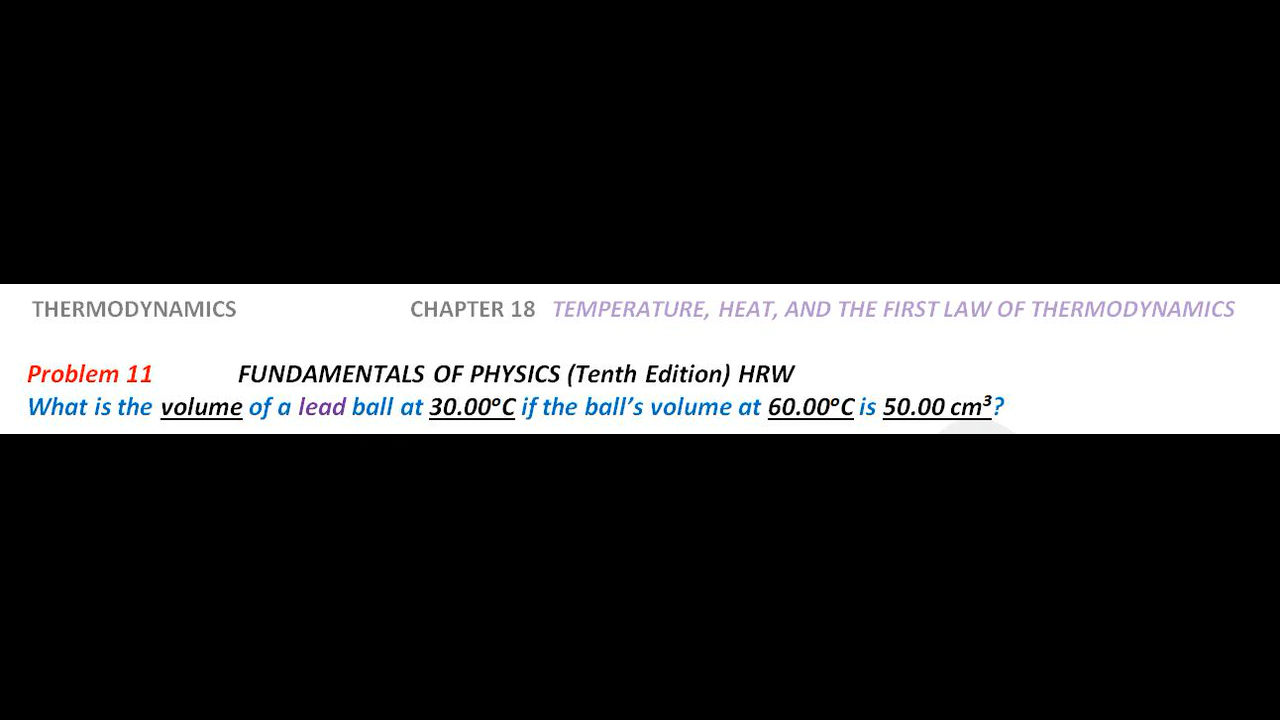 THERMODYNAMICS CHAPTER 18 TEMPERATURE, HEAT, AND THE FIRST LAW OF THERMODYNAMICS
Problem 11 FUNDAMENTALS OF PHYSICS (Tenth Edition) HRW
What is the volume of a lead ball at 30.00°C if the ball’s volume at 60.00°C is 50.00 cm³?